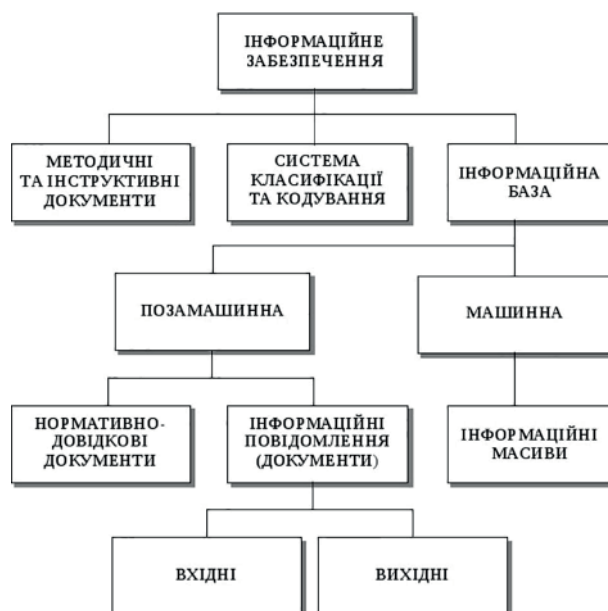 ІНФОРМАЦІЙНЕ
ЗАБЕЗПЕЧЕННЯ
МЕТОДИЧНІ
ТА ІНСТРУКТИВНІ
ДОКУМЕНТИ
СИСТЕМА
КЛАСИФІКАЦІЇ
ТА КОДУВАННЯ
ІНФОРМАЦІЙНА
БАЗА
ПОЗАМАШИННА
МАШИННА
НОРМАТИВНО-
ДОВІДКОВІ
ДОКУМЕНТИ
ІНФОРМАЦІЙНІ
ПОВІДОМЛЕННЯ
(ДОКУМЕНТИ)
ІНФОРМАЦІЙНІ
МАСИВИ
ВХІДНІ
ВИХІДНІ